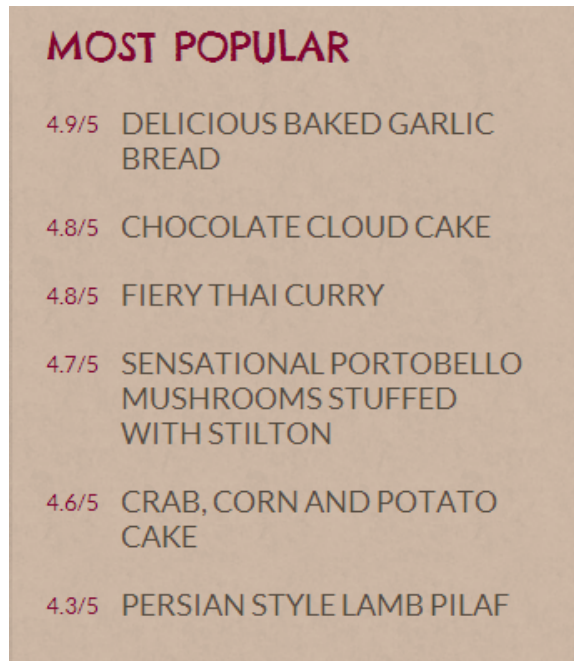 MOST POPULAR
4.9/5 DELICIOUS BAKED GARLIC
BREAD
4.8/5 CHOCOLATE CLOUD CAKE
4.8/5 FIERY THAI CURRY
4.7/5 SENSATIONAL PORTOBELLO
MUSHROOMS STUFFED
WITH STILTON
4.6/5 CRAB, CORN AND POTATO
CAKE
4.3/5 PERSIAN STYLE LAMB PILAF